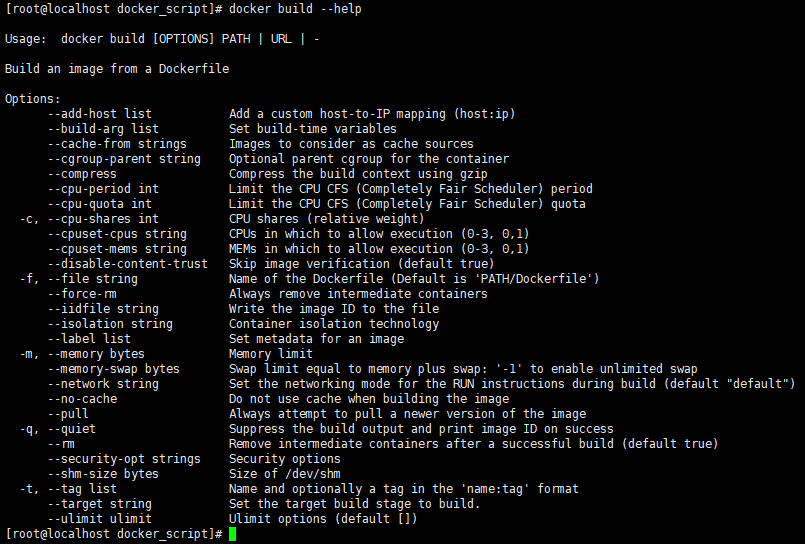 [root@localhost docker_script]# docker build --help
Usage:  docker build [OPTIONS] PATH | URL | -
Build an image from a Dockerfile
Options:
      --add-host list           Add a custom host-to-IP mapping (host:ip)
      --build-arg list          Set build-time variables
      --cache-from strings      Images to consider as cache sources
      --cgroup-parent string    Optional parent cgroup for the container
      --compress                Compress the build context using gzip
      --cpu-period int          Limit the CPU CFS (Completely Fair Scheduler) period
      --cpu-quota int           Limit the CPU CFS (Completely Fair Scheduler) quota
  -c, --cpu-shares int          CPU shares (relative weight)
      --cpuset-cpus string      CPUs in which to allow execution (0-3, 0,1)
      --cpuset-mems string      MEMs in which to allow execution (0-3, 0,1)
      --disable-content-trust   Skip image verification (default true)
  -f, --file string             Name of the Dockerfile (Default is 'PATH/Dockerfile')
      --force-rm                Always remove intermediate containers
      --iidfile string          Write the image ID to the file
      --isolation string        Container isolation technology
      --label list              Set metadata for an image
  -m, --memory bytes            Memory limit
      --memory-swap bytes       Swap limit equal to memory plus swap: '-1' to enable unlimited swap
      --network string          Set the networking mode for the RUN instructions during build (default "default")
      --no-cache                Do not use cache when building the image
      --pull                    Always attempt to pull a newer version of the image
  -q, --quiet                   Suppress the build output and print image ID on success
      --rm                      Remove intermediate containers after a successful build (default true)
      --security-opt strings    Security options
      --shm-size bytes          Size of /dev/shm
  -t, --tag list                Name and optionally a tag in the 'name:tag' format
      --target string           Set the target build stage to build.
      --ulimit ulimit           Ulimit options (default [])
[root@localhost docker_script]#